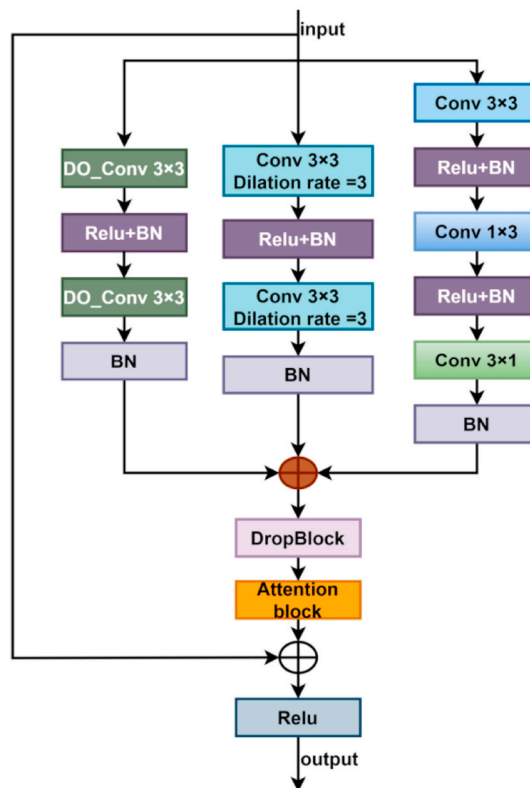 input
DO_Conv 3×3
Relu+BN
DO_Conv 3×3
BN
Conv 3×3
Dilation rate =3
Relu+BN
Conv 3×3
Dilation rate =3
BN
Conv 3×3
Relu+BN
Conv 1×3
Relu+BN
Conv 3×1
BN
DropBlock
Attention
block
Relu
output